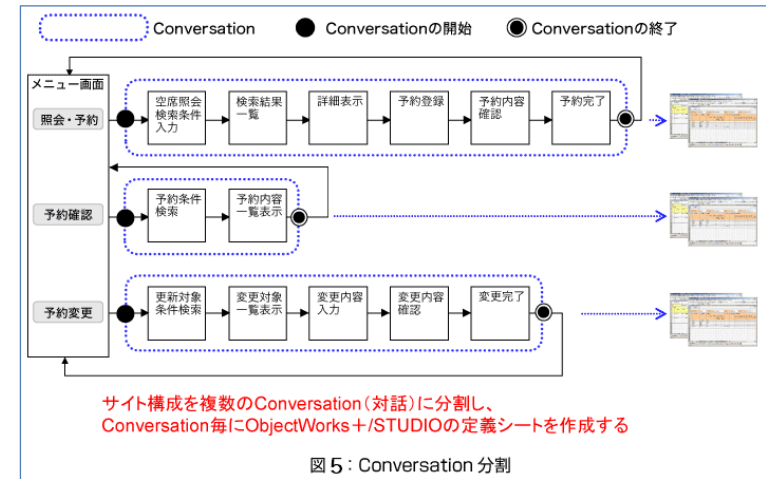 Conversation
Conversationの開始
Conversationの終了
メニュー画面
照会・予約
空席照会
検索条件
入力
検索結果
一覧
詳細表示
予約登録
予約内容
確認
予約完了
予約確認
予約条件
検索
予約内容
一覧表示
予約変更
更新対象
条件検索
変更対象
一覧表示
変更内容
入力
変更内容
確認
変更完了
サイト構成を複数のConversation(対話)に分割し、
Conversation毎にObjectWorks+/STUDIOの定義シートを作成する
図5:Conversation 分割